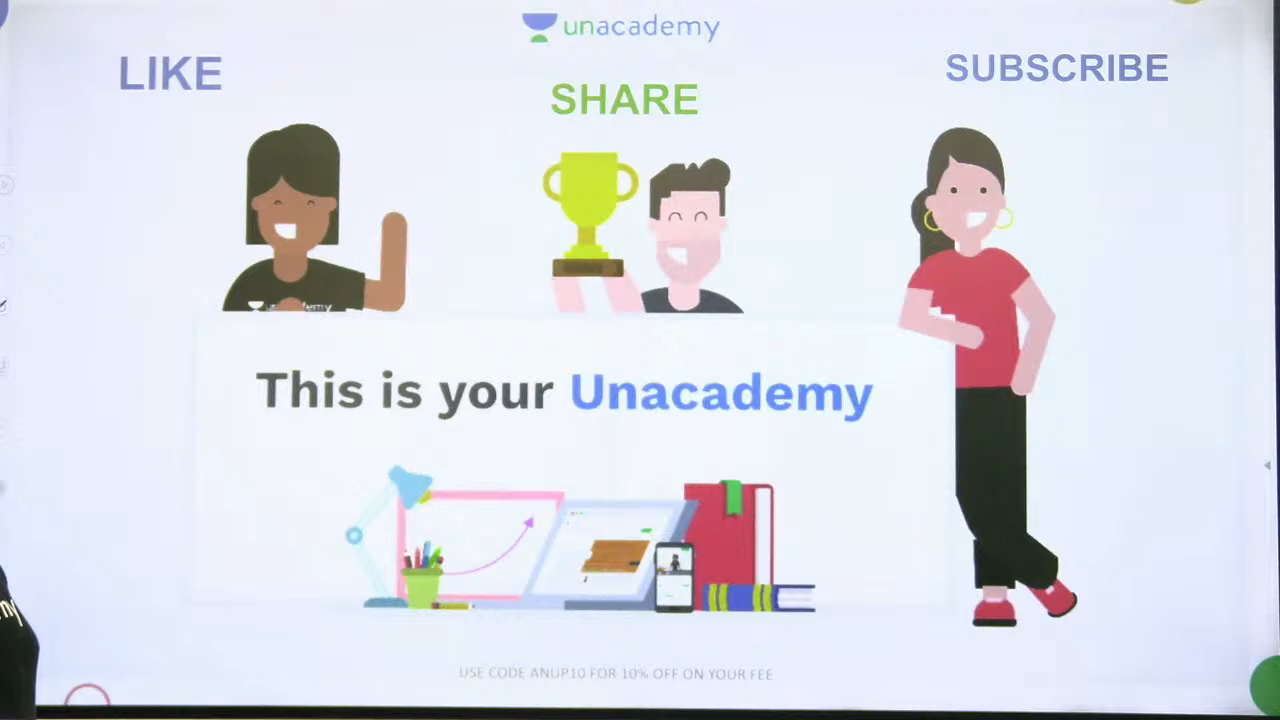 unacademy
LIKE
SHARE
SUBSCRIBE
This is your Unacademy
USE CODE ANUP10 FOR 10% OFF ON YOUR FEE